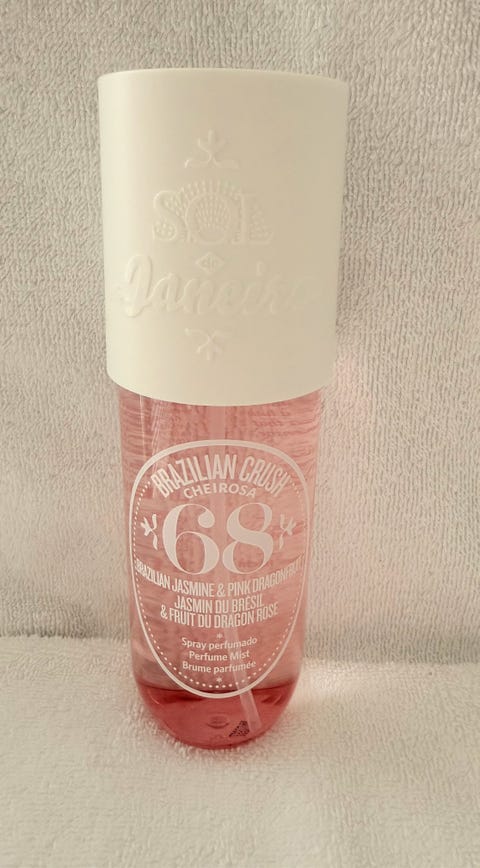 SOL
de
Janeiro
BRAZILIAN CRUSH
CHEIROSA
68
BRAZILIAN JASMINE & PINK DRAGONFRUIT
JASMIN DU BRÉSIL
& FRUIT DU DRAGON ROSE
Spray perfumado
Perfume Mist
Brume parfumée